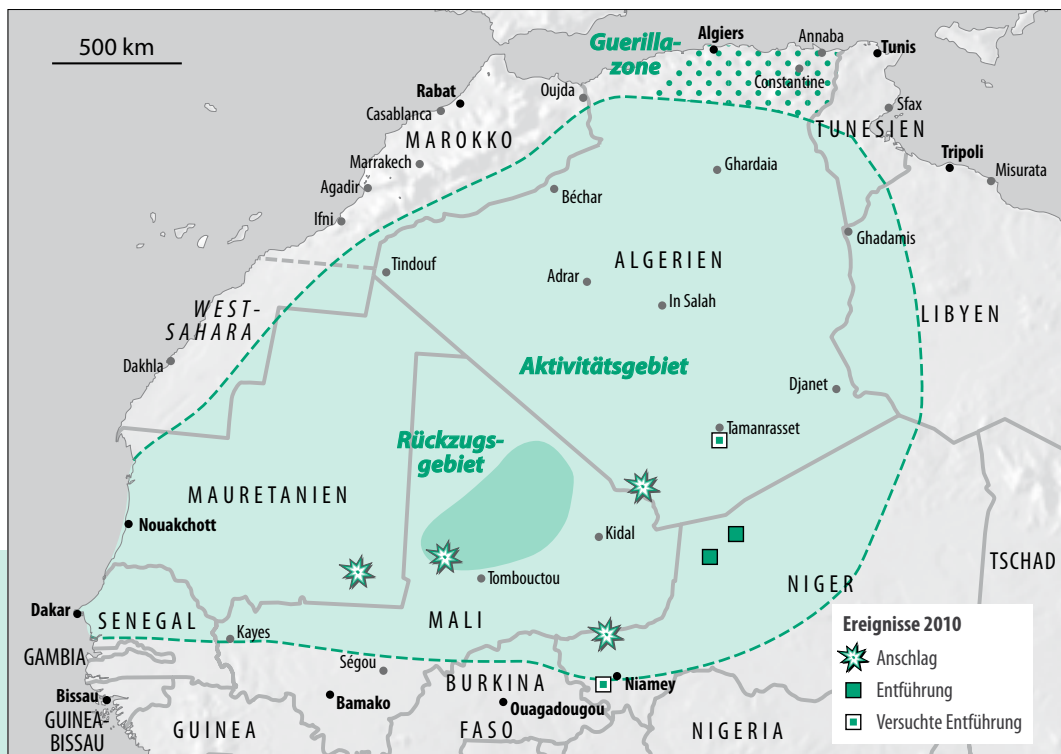 500 km
Guerilla-
zone
Algiers
Annaba
Tunis
Constantine
Rabat
Oujda
Casablanca
Sfax
MAROKKO
TUNESIEN
Marrakech
Ghardaia
Tripoli
Misurata
Agadir
Béchar
Ifni
Ghadamis
Tindouf
ALGERIEN
Adrar
In Salah
WEST-
SAHARA
LIBYEN
Dakhla
Aktivitätsgebiet
Djanet
Tamanrasset
Rückzugs-
gebiet
MAURETANIEN
Nouakchott
Kidal
TSCHAD
Tombouctou
NIGER
Dakar
SENEGAL
MALI
Kayes
GAMBIA
Ségou
Niamey
BURKINA
FASO
Bissau
Bamako
Ouagadougou
GUINEA-
BISSAU
GUINEA
NIGERIA
Ereignisse 2010
Anschlag
Entführung
Versuchte Entführung